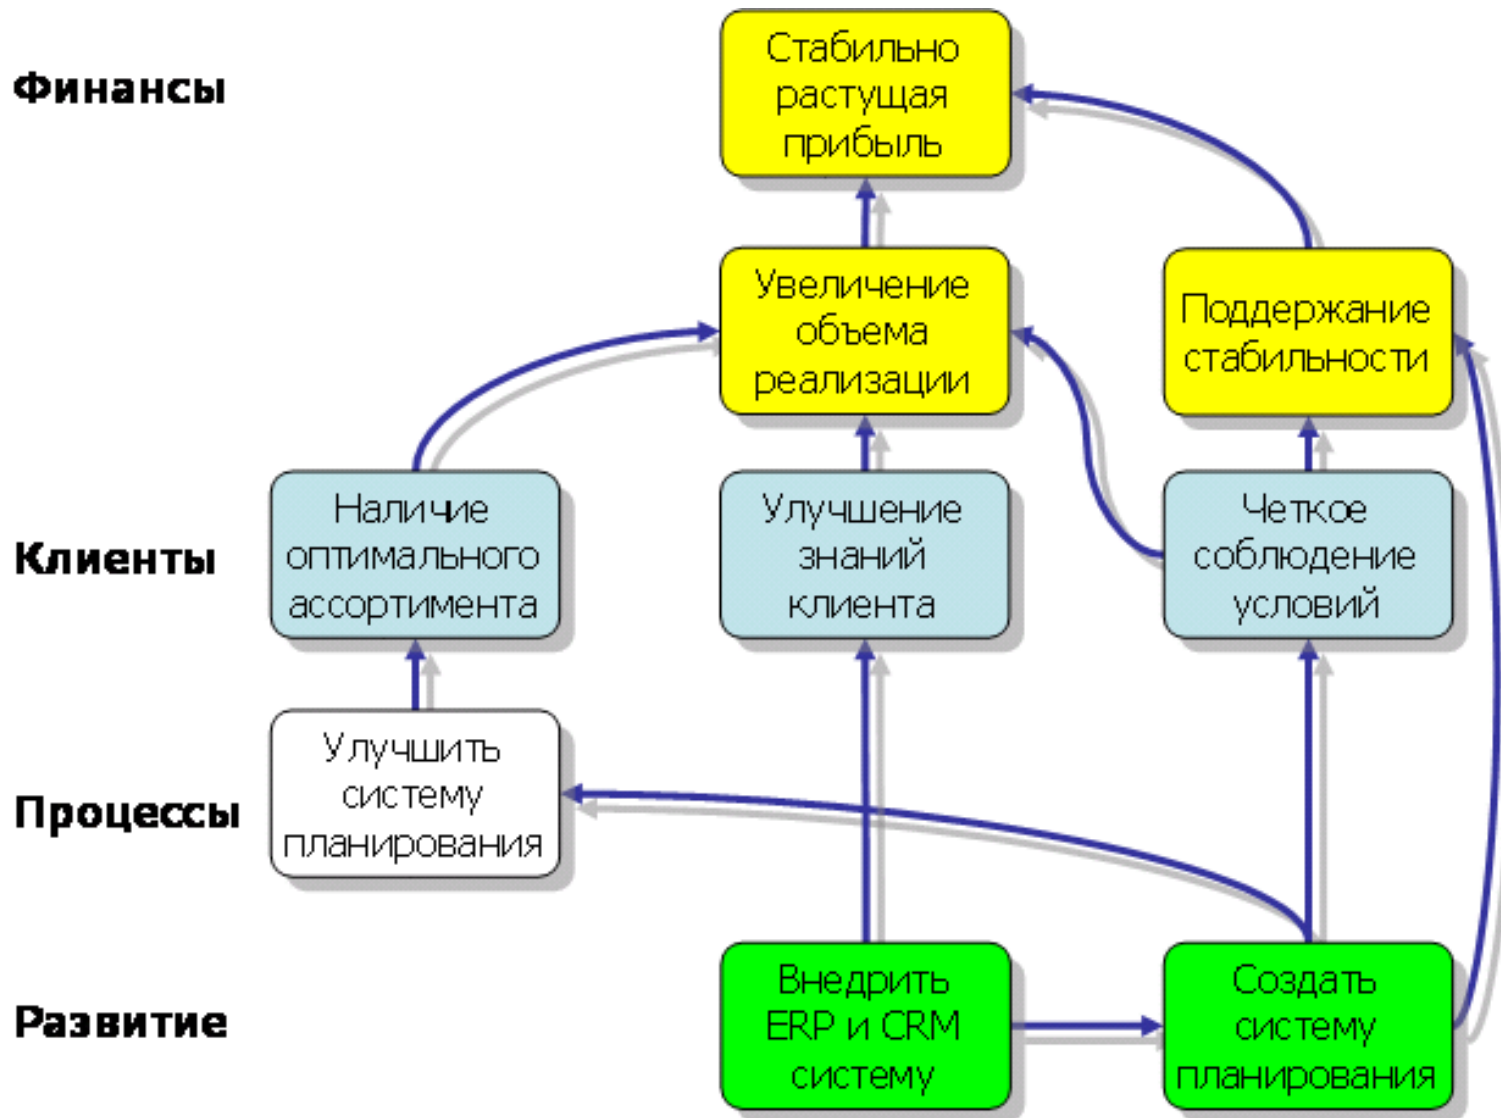 Финансы
Стабильно
растущая
прибыль
Увеличение
объема
реализации
Поддержание
стабильности
Клиенты
Наличие
оптимального
ассортимента
Улучшение
знаний
клиента
Четкое
соблюдение
условий
Процессы
Улучшить
систему
планирования
Развитие
Внедрить
ERP и CRM
систему
Создать
систему
планирования